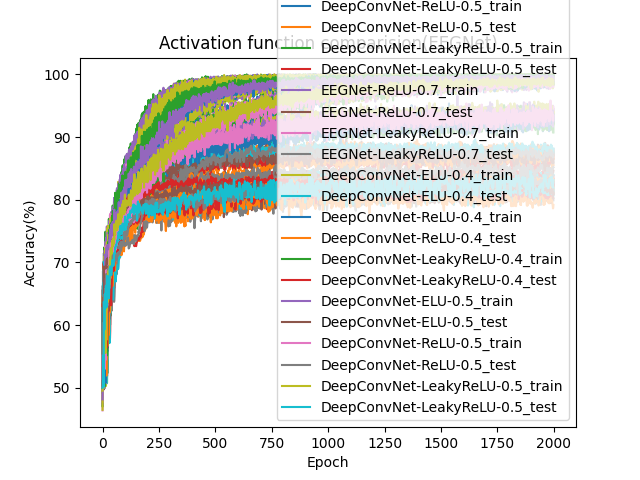 DeepConvNet-ReLU-0.5_train
DeepConvNet-ReLU-0.5_test
Activation function comparision(EEGNet)
DeepConvNet-LeakyReLU-0.5_train
DeepConvNet-LeakyReLU-0.5_test
EEGNet-ReLU-0.7_train
EEGNet-ReLU-0.7_test
EEGNet-LeakyReLU-0.7_train
EEGNet-LeakyReLU-0.7_test
DeepConvNet-ELU-0.4_train
DeepConvNet-ELU-0.4_test
DeepConvNet-ReLU-0.4_train
DeepConvNet-ReLU-0.4_test
DeepConvNet-LeakyReLU-0.4_train
DeepConvNet-LeakyReLU-0.4_test
DeepConvNet-ELU-0.5_train
DeepConvNet-ELU-0.5_test
DeepConvNet-ReLU-0.5_train
DeepConvNet-ReLU-0.5_test
DeepConvNet-LeakyReLU-0.5_train
DeepConvNet-LeakyReLU-0.5_test
100
90
80
70
60
50
Accuracy(%)
0 250 500 750 1000 1250 1500 1750 2000
Epoch